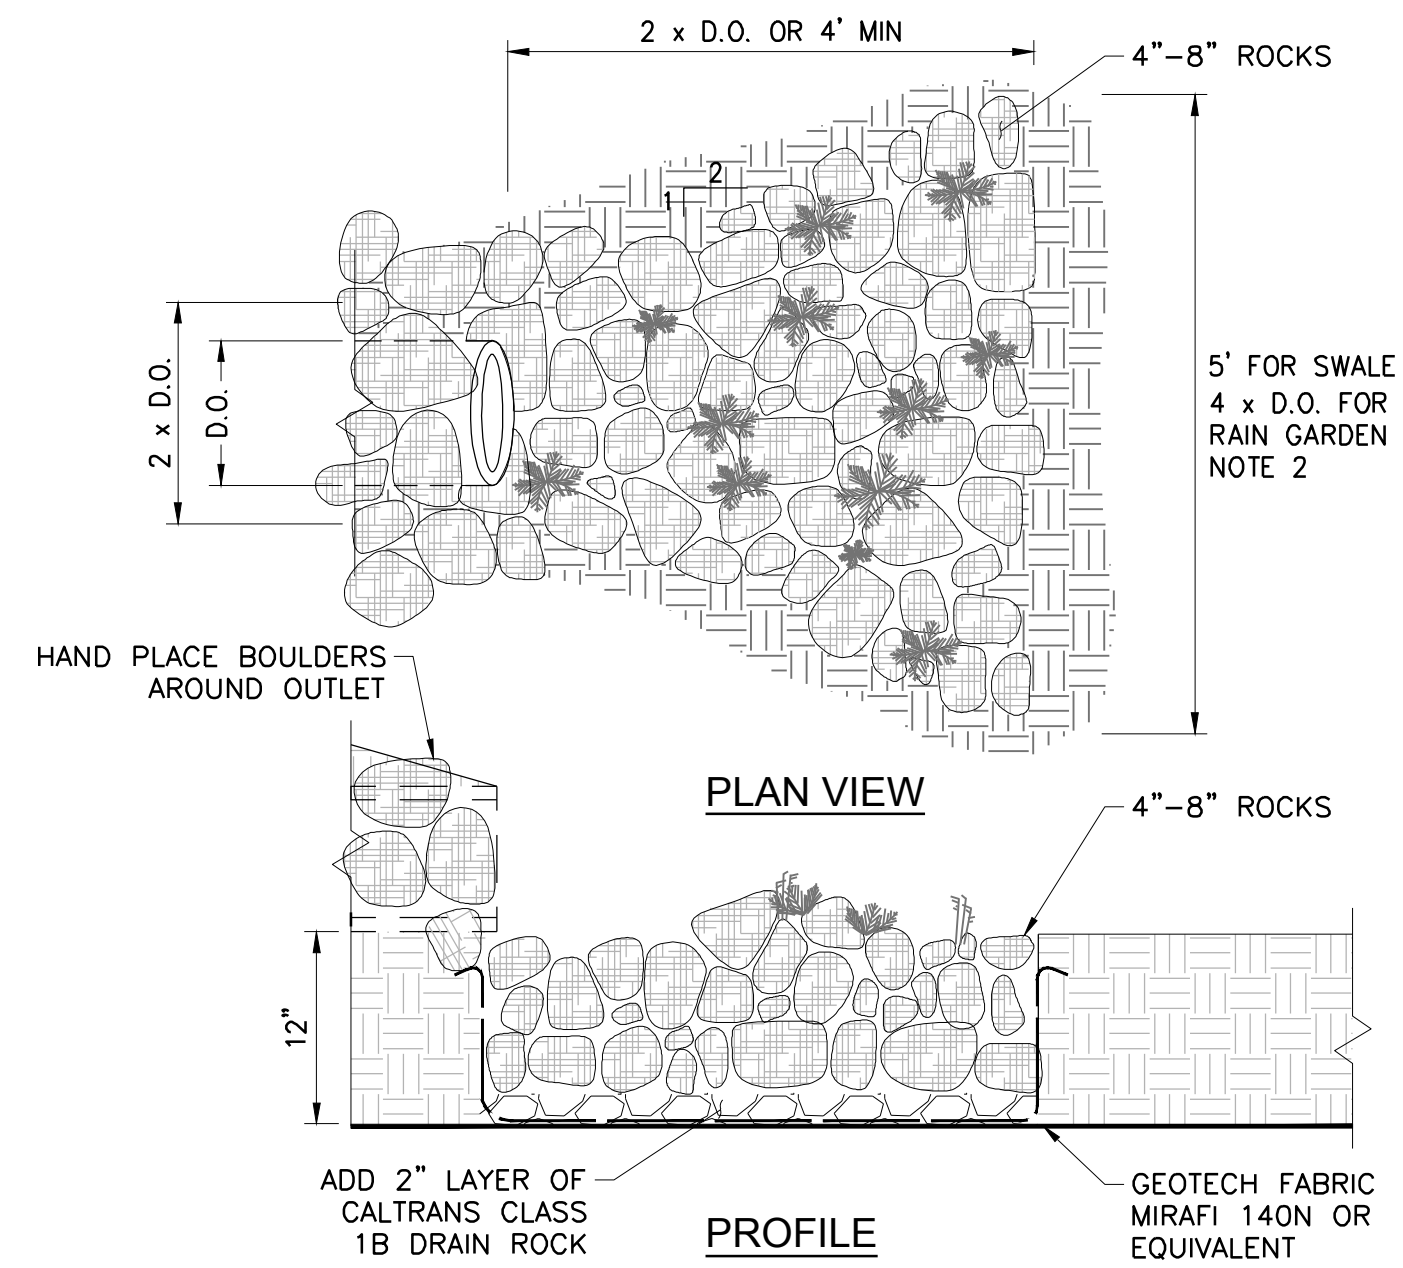 2 x D.O. OR 4' MIN
4"-8" ROCKS
2
1
2 x D.O.
D.O.
5' FOR SWALE
4 x D.O. FOR
RAIN GARDEN
NOTE 2
HAND PLACE BOULDERS
AROUND OUTLET
PLAN VIEW
4"-8" ROCKS
12"
ADD 2" LAYER OF
CALTRANS CLASS
1B DRAIN ROCK
PROFILE
GEOTECH FABRIC
MIRAFI 140N OR
EQUIVALENT